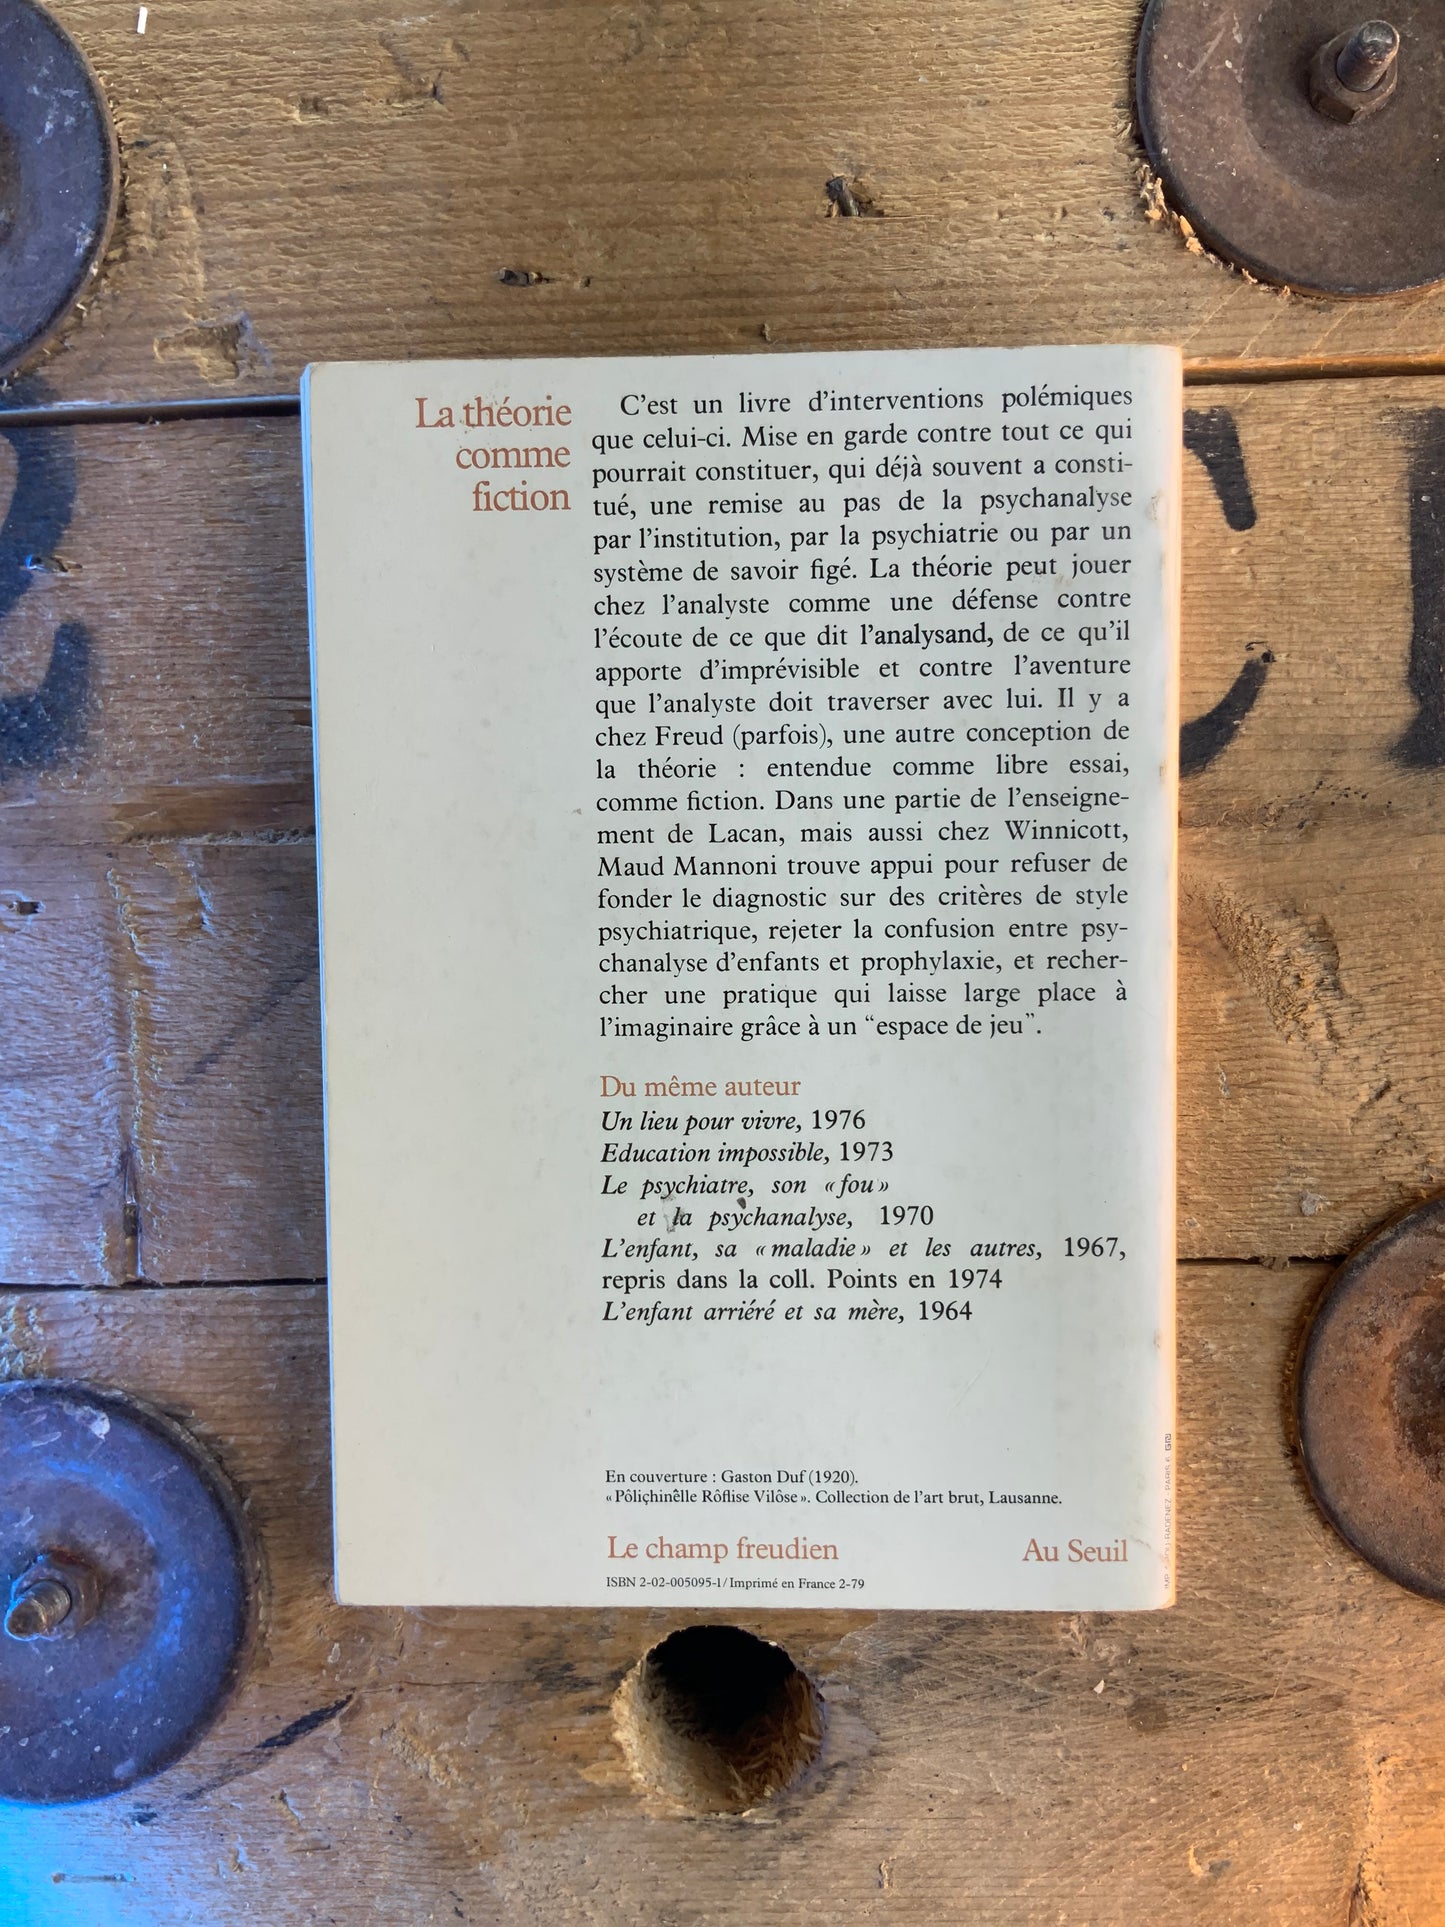 La théorie
comme
fiction
C'est un livre d'interventions polémiques
que celui-ci. Mise en garde contre tout ce qui
pourrait constituer, qui déjà souvent a consti-
tué, une remise au pas de la psychanalyse
par l'institution, par la psychiatrie ou par un
système de savoir figé. La théorie peut jouer
chez l'analyste comme une défense contre
l'écoute de ce que dit l'analysand, de ce qu'il
apporte d'imprévisible et contre l'aventure
que l'analyste doit traverser avec lui. Il y a
chez Freud (parfois), une autre conception de
la théorie : entendue comme libre essai,
comme fiction. Dans une partie de l'enseigne-
ment de Lacan, mais aussi chez Winnicott,
Maud Mannoni trouve appui pour refuser de
fonder le diagnostic sur des critères de style
psychiatrique, rejeter la confusion entre psy-
chanalyse d'enfants et prophylaxie, et recher-
cher une pratique qui laisse large place à
l'imaginaire grâce à un “espace de jeu”.
Du même auteur
Un lieu pour vivre, 1976
Education impossible, 1973
Le psychiatre, son « fou »
et la psychanalyse, 1970
L'enfant, sa « maladie » et les autres, 1967,
repris dans la coll. Points en 1974
L'enfant arriéré et sa mère, 1964
En couverture : Gaston Duf (1920).
« Pôliçhinêlle Rôflise Vilôse ». Collection de l'art brut, Lausanne.
Le champ freudien Au Seuil
ISBN 2-02-005095-1/Imprimé en France 2-79